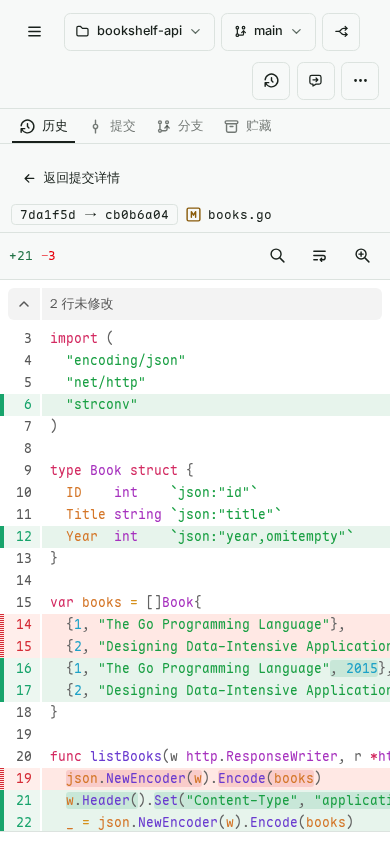 bookshelf-api
main
历史
提交
分支
贮藏
返回提交详情
7da1f5d → cb0b6a04 M books.go
+21 −3
2 行未修改
3 import (
4 "encoding/json"
5 "net/http"
6 "strconv"
7 )
8
9 type Book struct {
10 ID int `json:"id"`
11 Title string `json:"title"`
12 Year int `json:"year,omitempty"`
13 }
14
15 var books = []Book{
14 {1, "The Go Programming Language"},
15 {2, "Designing Data-Intensive Application
16 {1, "The Go Programming Language", 2015},
17 {2, "Designing Data-Intensive Application
18 }
19
20 func listBooks(w http.ResponseWriter, r *ht
19 json.NewEncoder(w).Encode(books)
21 w.Header().Set("Content-Type", "applicati
22 _ = json.NewEncoder(w).Encode(books)